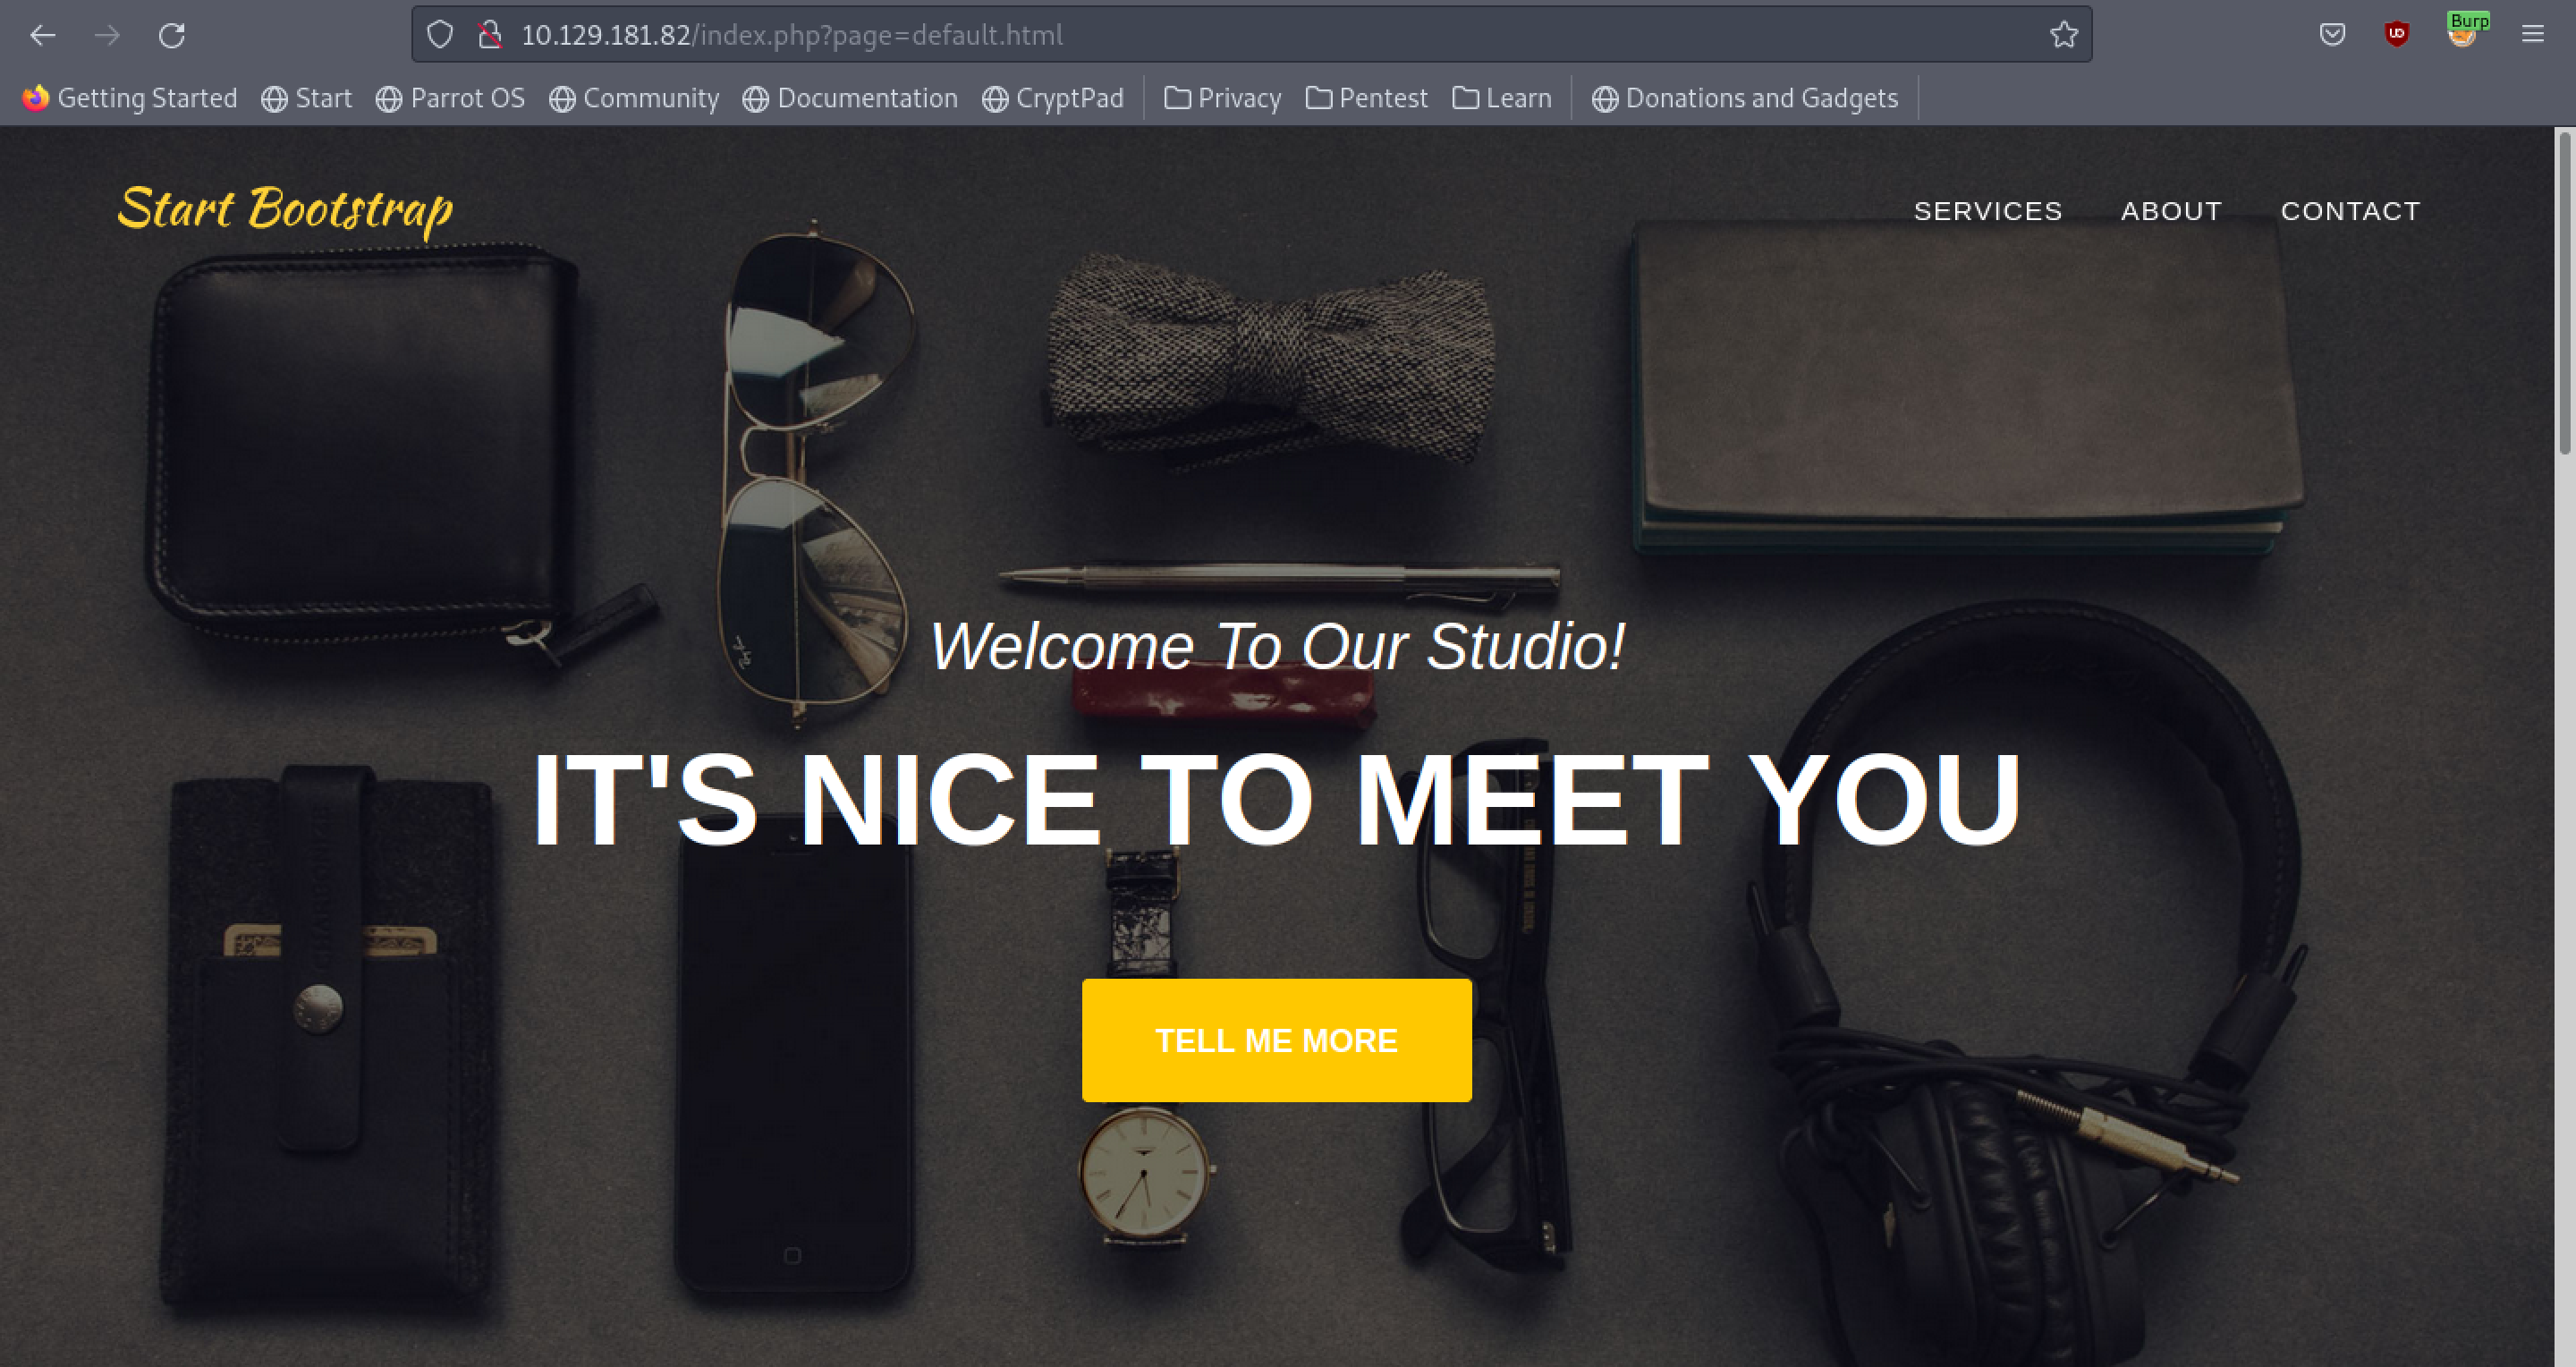 10.129.181.82/index.php?page=default.html
Burp
Getting Started
Start
Parrot OS
Community
Documentation
CryptPad
Privacy
Pentest
Learn
Donations and Gadgets
Start Bootstrap
SERVICES
ABOUT
CONTACT
Welcome To Our Studio!
IT'S NICE TO MEET YOU
TELL ME MORE